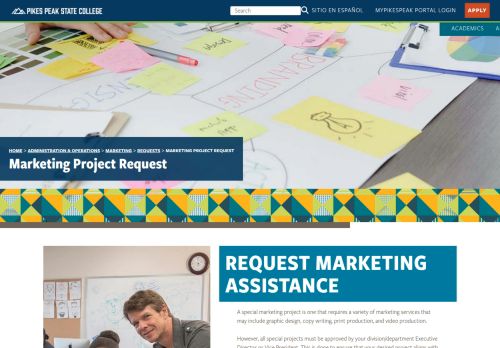 PIKES PEAK STATE COLLEGE
Search
SITIO EN ESPAÑOL
MYPIKESPEAK PORTAL LOGIN
APPLY
ACADEMICS
A
BRANDING
HOME > ADMINISTRATION & OPERATIONS > MARKETING > REQUESTS > MARKETING PROJECT REQUEST
Marketing Project Request
REQUEST MARKETING
ASSISTANCE
A special marketing project is one that requires a variety of marketing services that
may include graphic design, copy writing, print production, and video production.
However, all special projects must be approved by your division/department Executive
Director or Vice President. This is done to ensure that your desired project aligns with